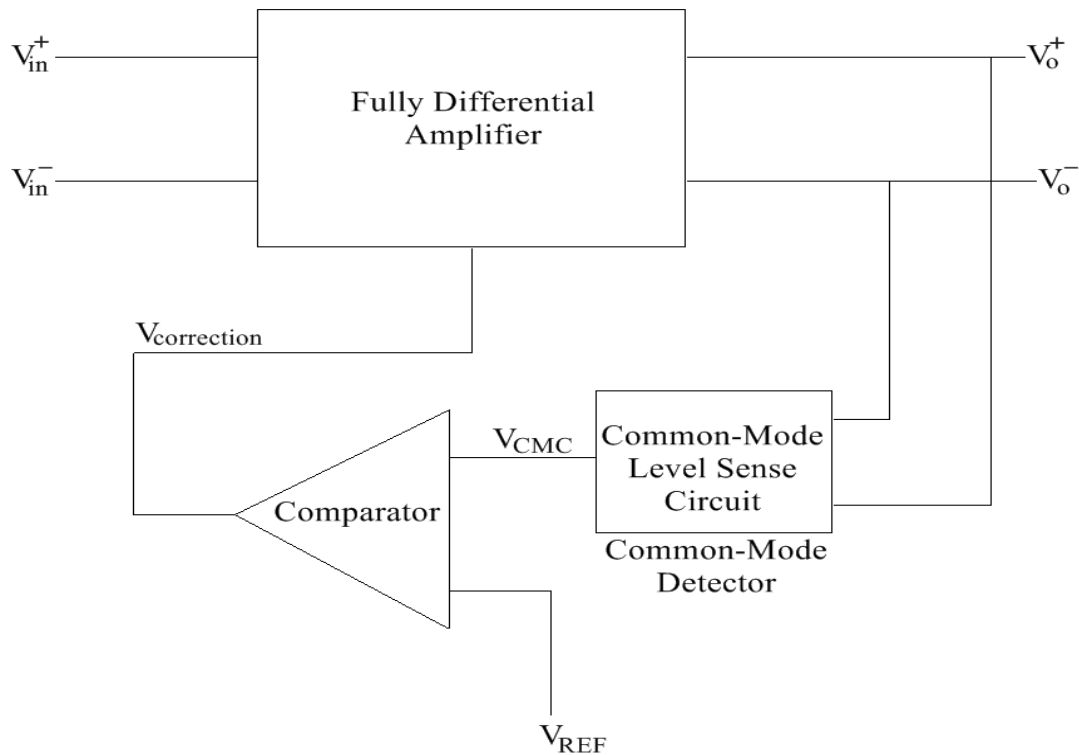 V+in
V-in
Fully Differential
Amplifier
V+o
V-o
Vcorrection
Comparator
VCMC
Common-Mode
Level Sense
Circuit
Common-Mode
Detector
VREF